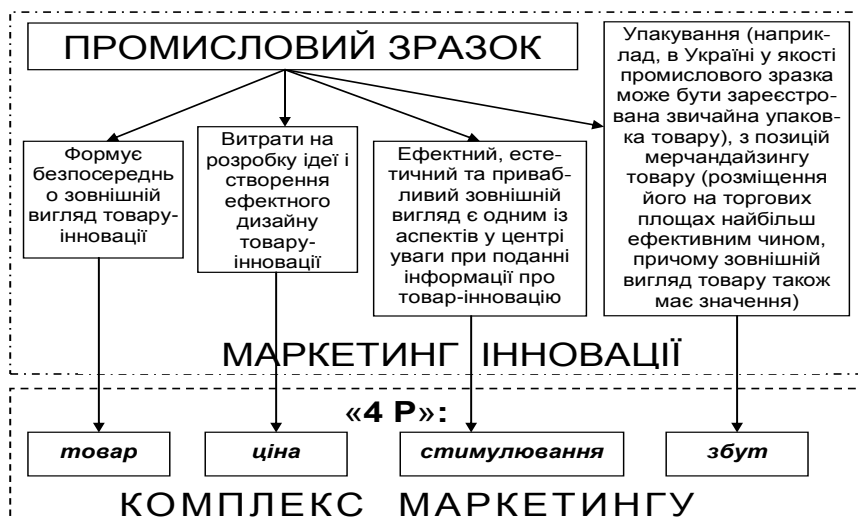 ПРОМИСЛОВИЙ ЗРАЗОК
Формує
безпосереднь
о зовнішній
вигляд товару-
інновації
Витрати на
розробку ідеї і
створення
ефектного
дизайну
товару-
інновації
Ефектний, есте-
тичний та приваб-
ливий зовнішній
вигляд є одним із
аспектів у центрі
уваги при поданні
інформації про
товар-інновацію
Упакування (наприк-
лад, в Україні у якості
промислового зразка
може бути зареєстро-
вана звичайна упаков-
ка товару), з позицій
мерчандайзингу
товару (розміщення
його на торгових
площах найбільш
ефективним чином,
причому зовнішній
вигляд товару також
має значення)
МАРКЕТИНГ ІННОВАЦІЇ
«4 Р»:
товар
ціна
стимулювання
збут
КОМПЛЕКС МАРКЕТИНГУ